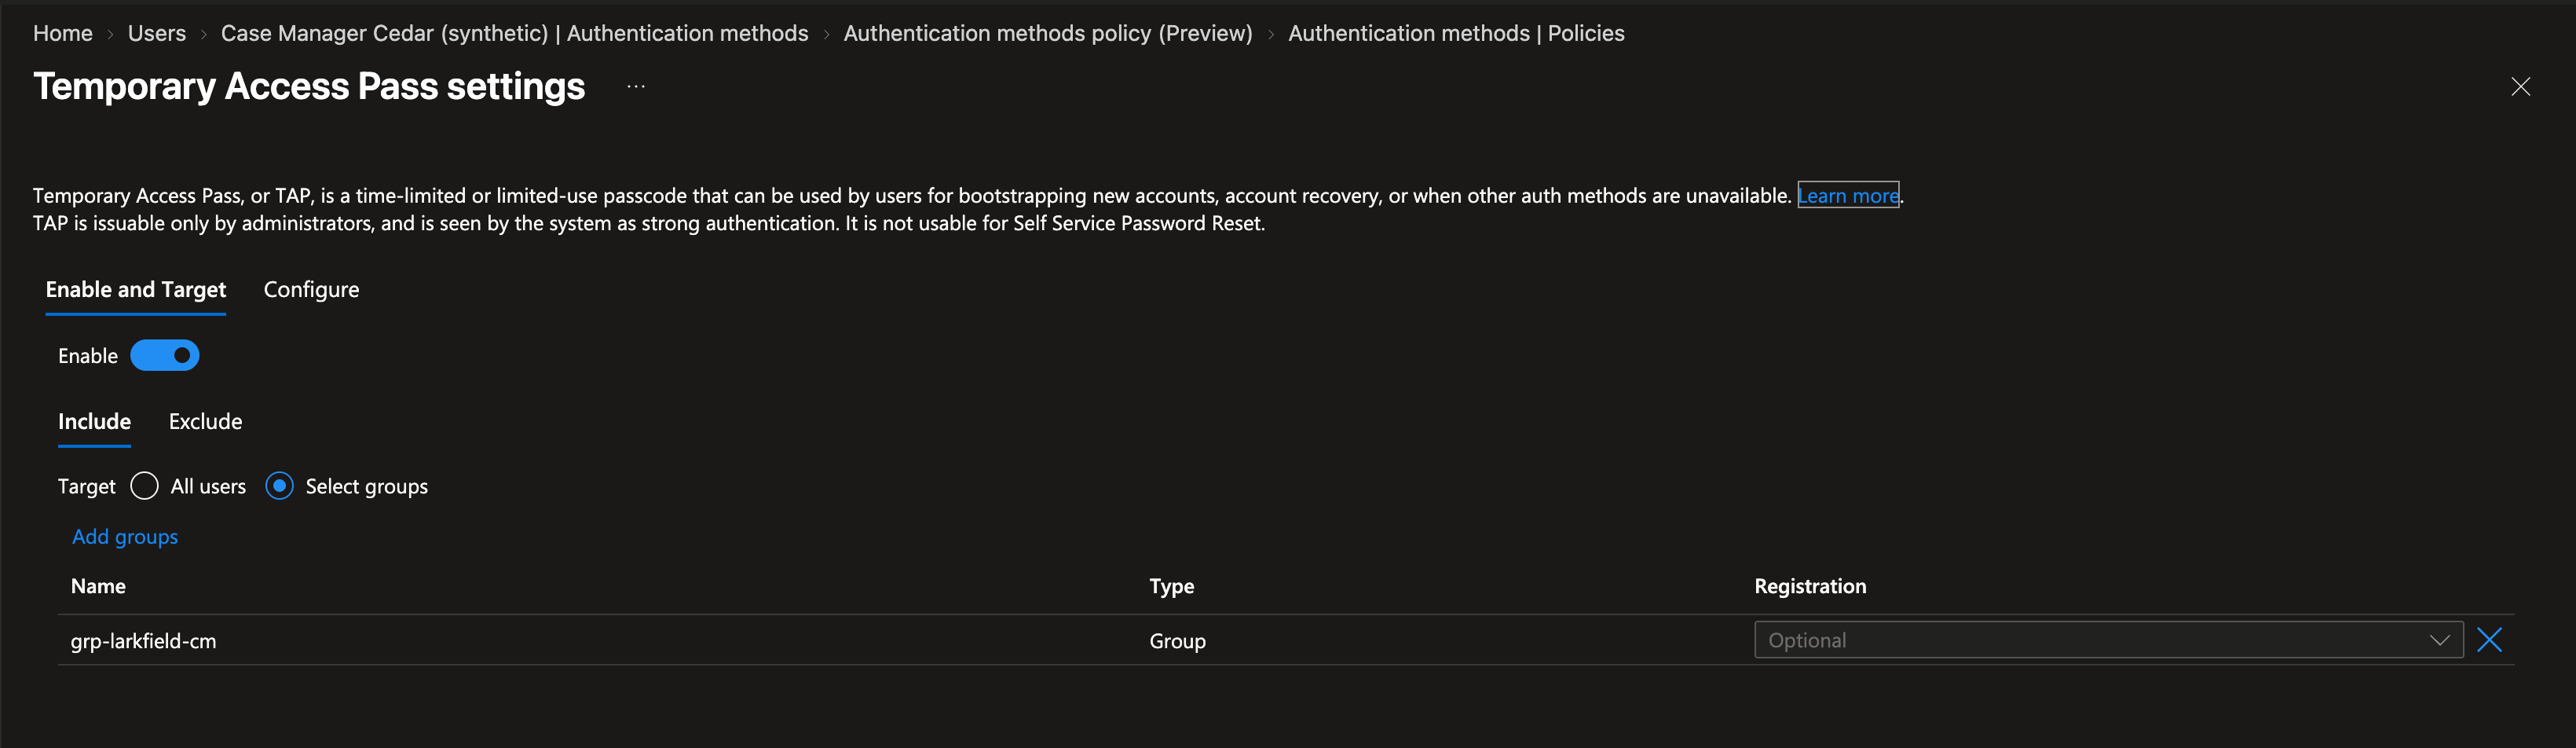 Home > Users > Case Manager Cedar (synthetic) | Authentication methods > Authentication methods policy (Preview) > Authentication methods | Policies
Temporary Access Pass settings ...
Temporary Access Pass, or TAP, is a time-limited or limited-use passcode that can be used by users for bootstrapping new accounts, account recovery, or when other auth methods are unavailable. Learn more.
TAP is issuable only by administrators, and is seen by the system as strong authentication. It is not usable for Self Service Password Reset.
Enable and Target Configure
Enable
Include Exclude
Target All users Select groups
Add groups
Name Type Registration
grp-larkfield-cm Group Optional